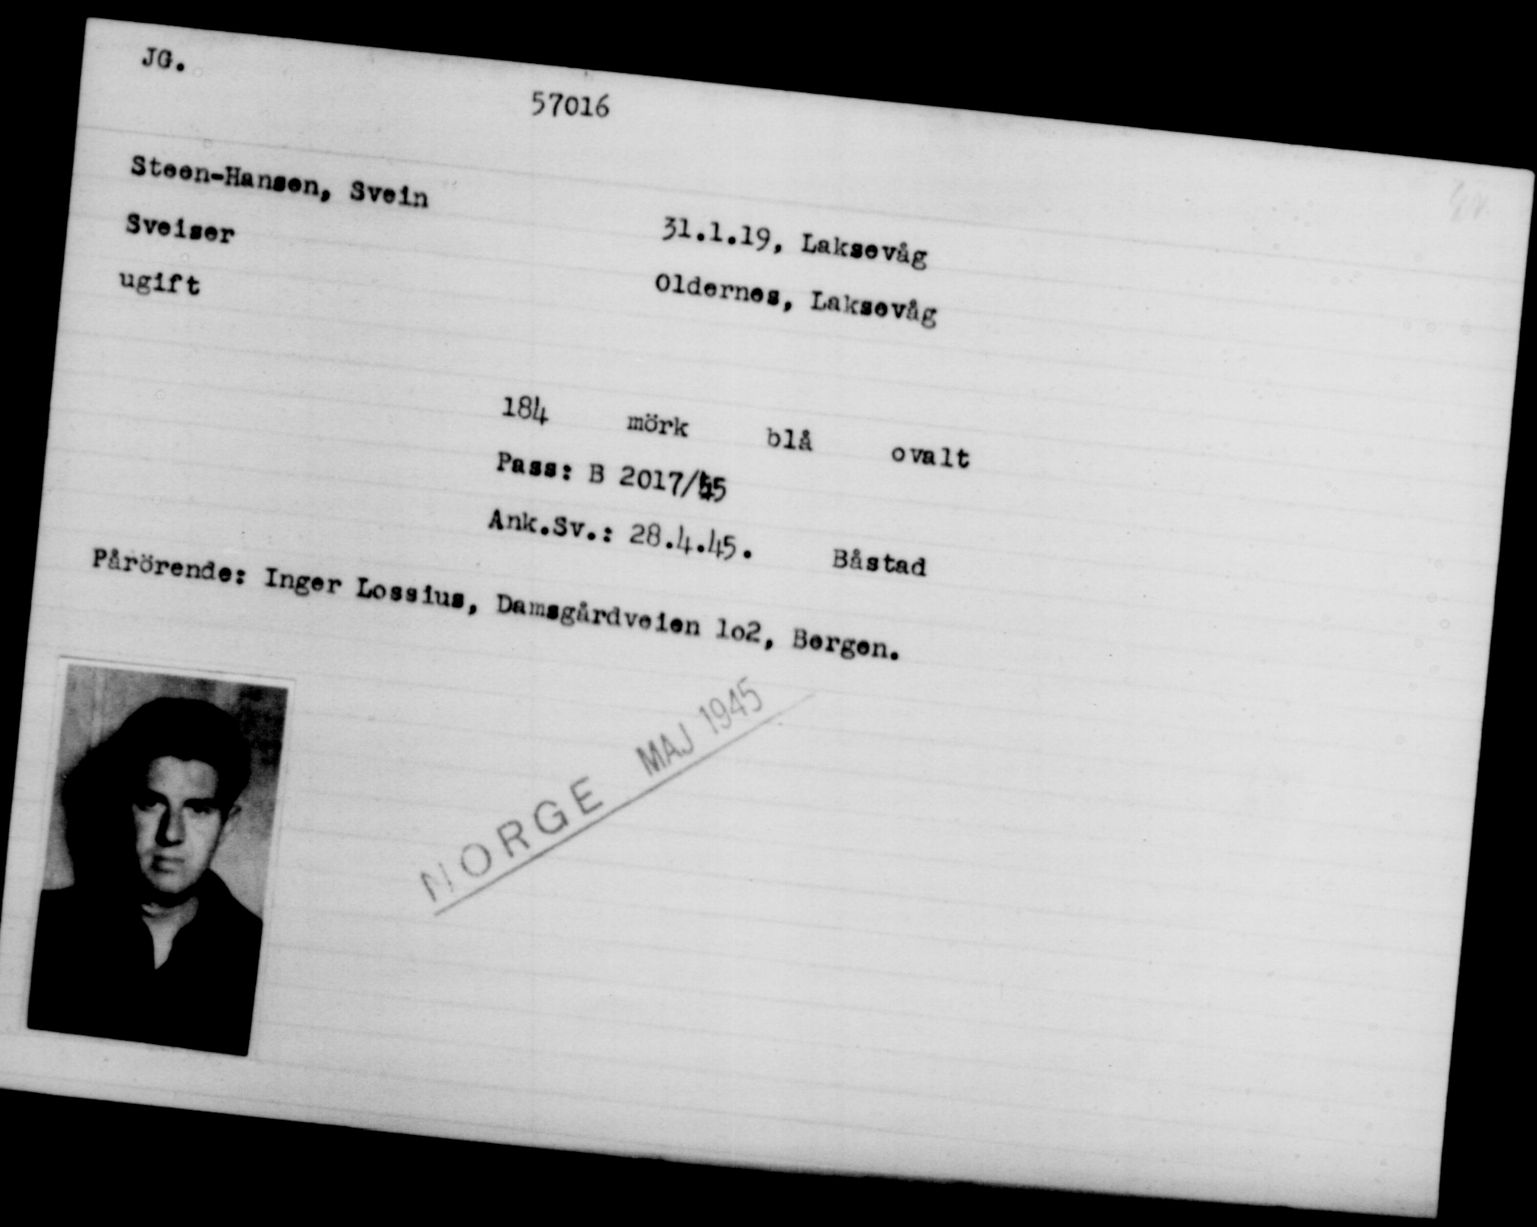 JG.
57016
Steen-Hansen, Svein
31.1.19, Laksevåg
Sveiser
Oldernes, Laksevåg
ugift
184 mörk blå ovalt
Pass: B 2017/45
Ank.Sv.: 28.4.45. Båstad
Pårörende: Inger Lossius, Damsgårdveien 1o2, Bergen.
NORGE MAJ 1945